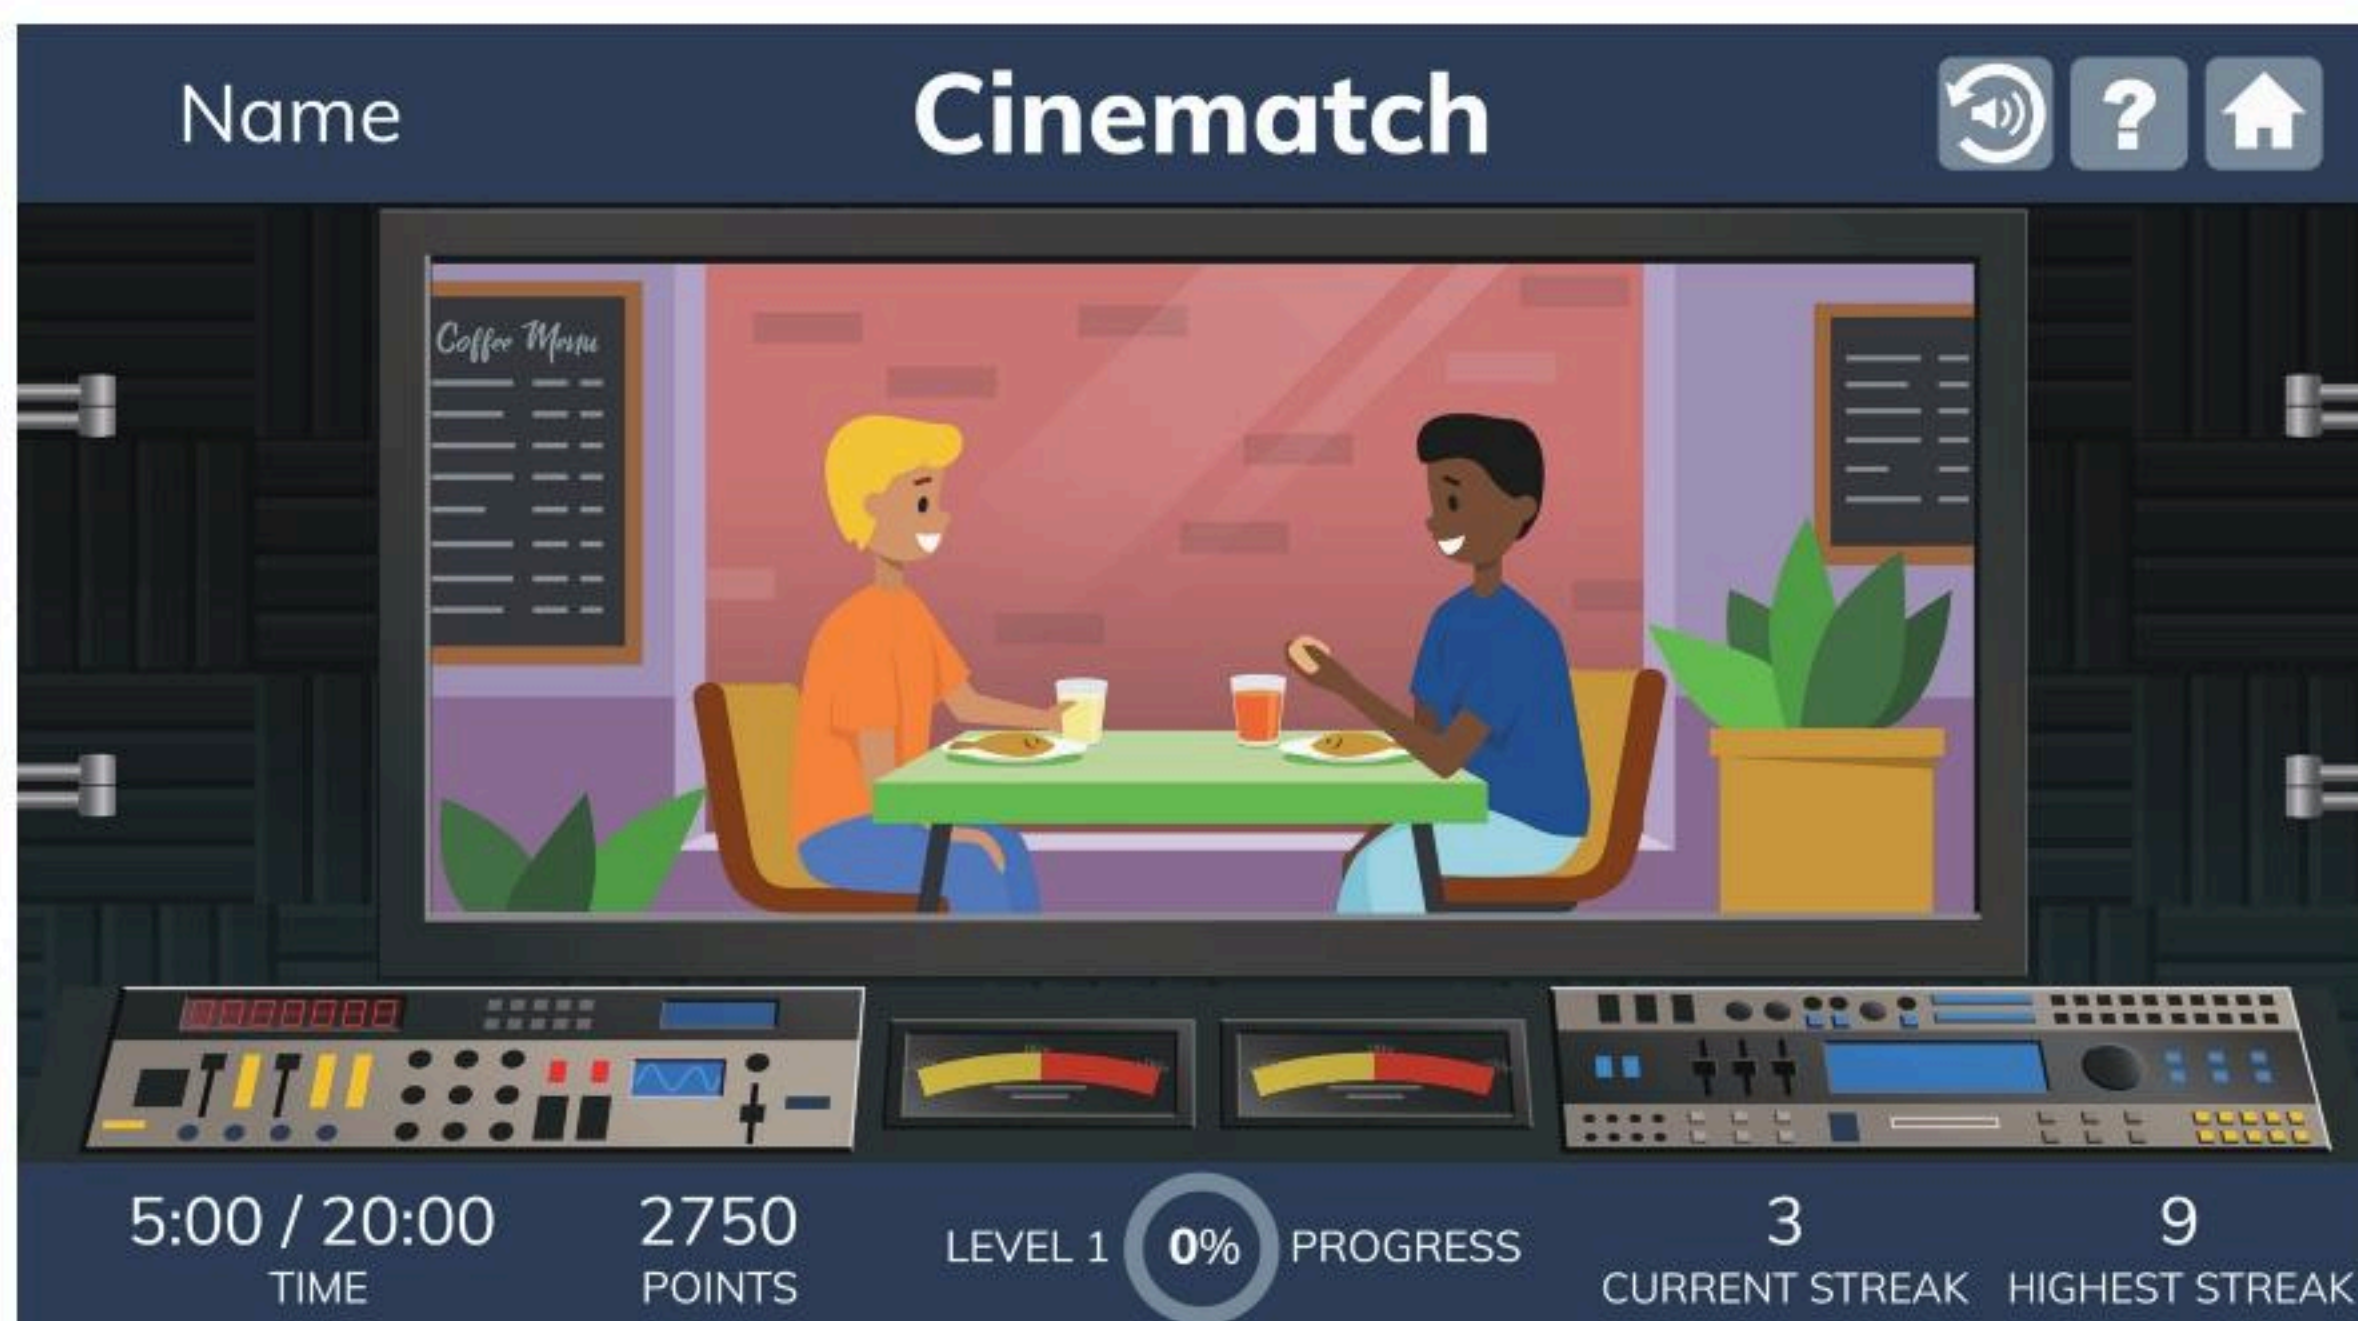 Name
Cinematch
?
Coffee Menu
5:00 / 20:00
TIME
2750
POINTS
LEVEL 1
0%
PROGRESS
3
CURRENT STREAK
9
HIGHEST STREAK